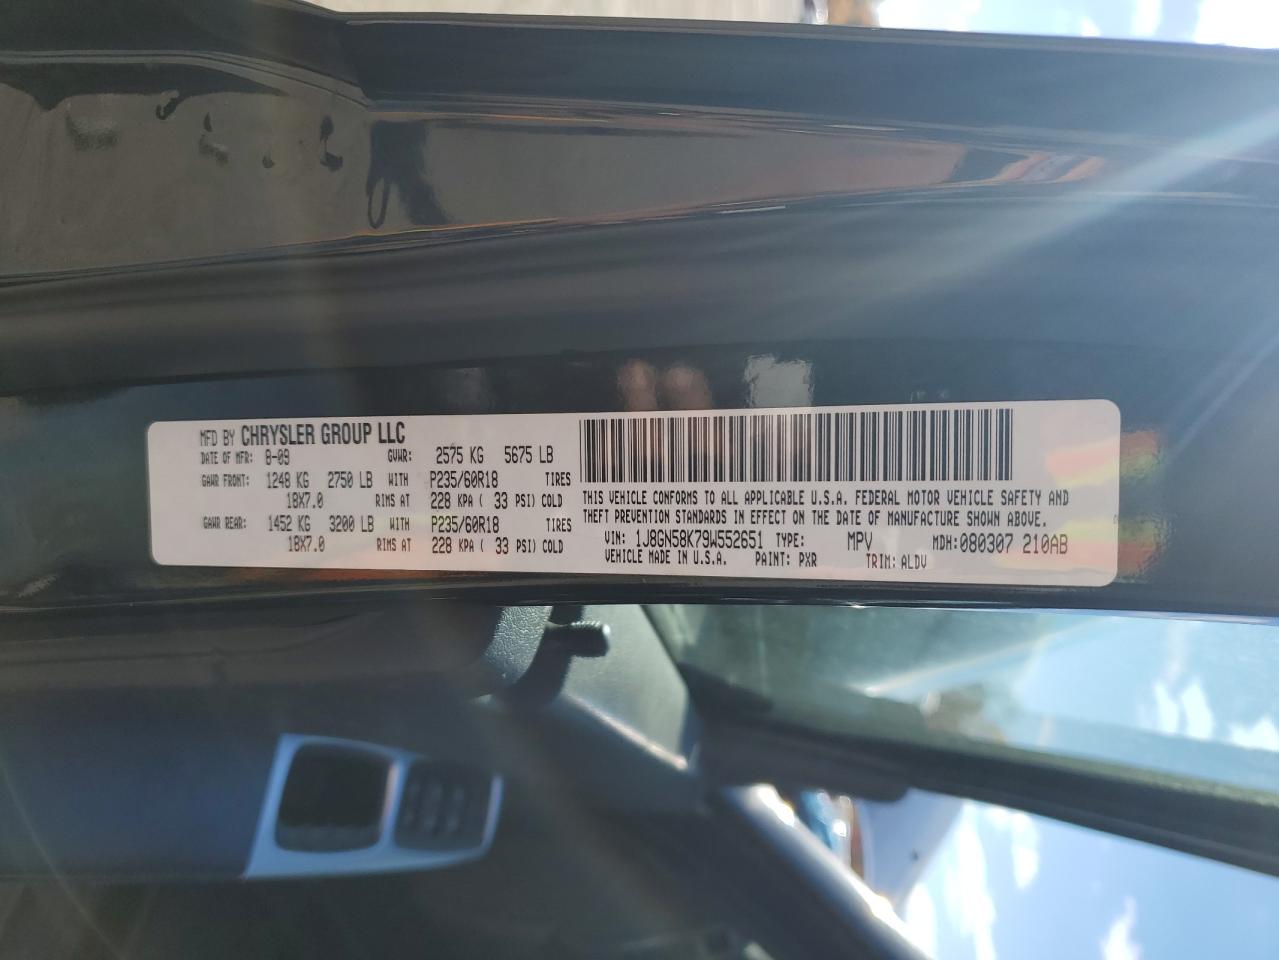 MFD BY CHRYSLER GROUP LLC
DATE OF MFR: 8-09 GVWR: 2575 KG 5675 LB
GAWR FRONT: 1248 KG 2750 LB WITH P235/60R18 TIRES
18X7.0 RIMS AT 228 KPA ( 33 PSI) COLD
GAWR REAR: 1452 KG 3200 LB WITH P235/60R18 TIRES
18X7.0 RIMS AT 228 KPA ( 33 PSI) COLD
THIS VEHICLE CONFORMS TO ALL APPLICABLE U.S.A. FEDERAL MOTOR VEHICLE SAFETY AND
THEFT PREVENTION STANDARDS IN EFFECT ON THE DATE OF MANUFACTURE SHOWN ABOVE.
VIN: 1J8GN58K79W552651 TYPE: MPV MDH:080307 210AB
VEHICLE MADE IN U.S.A. PAINT: PXR TRIM: ALDV